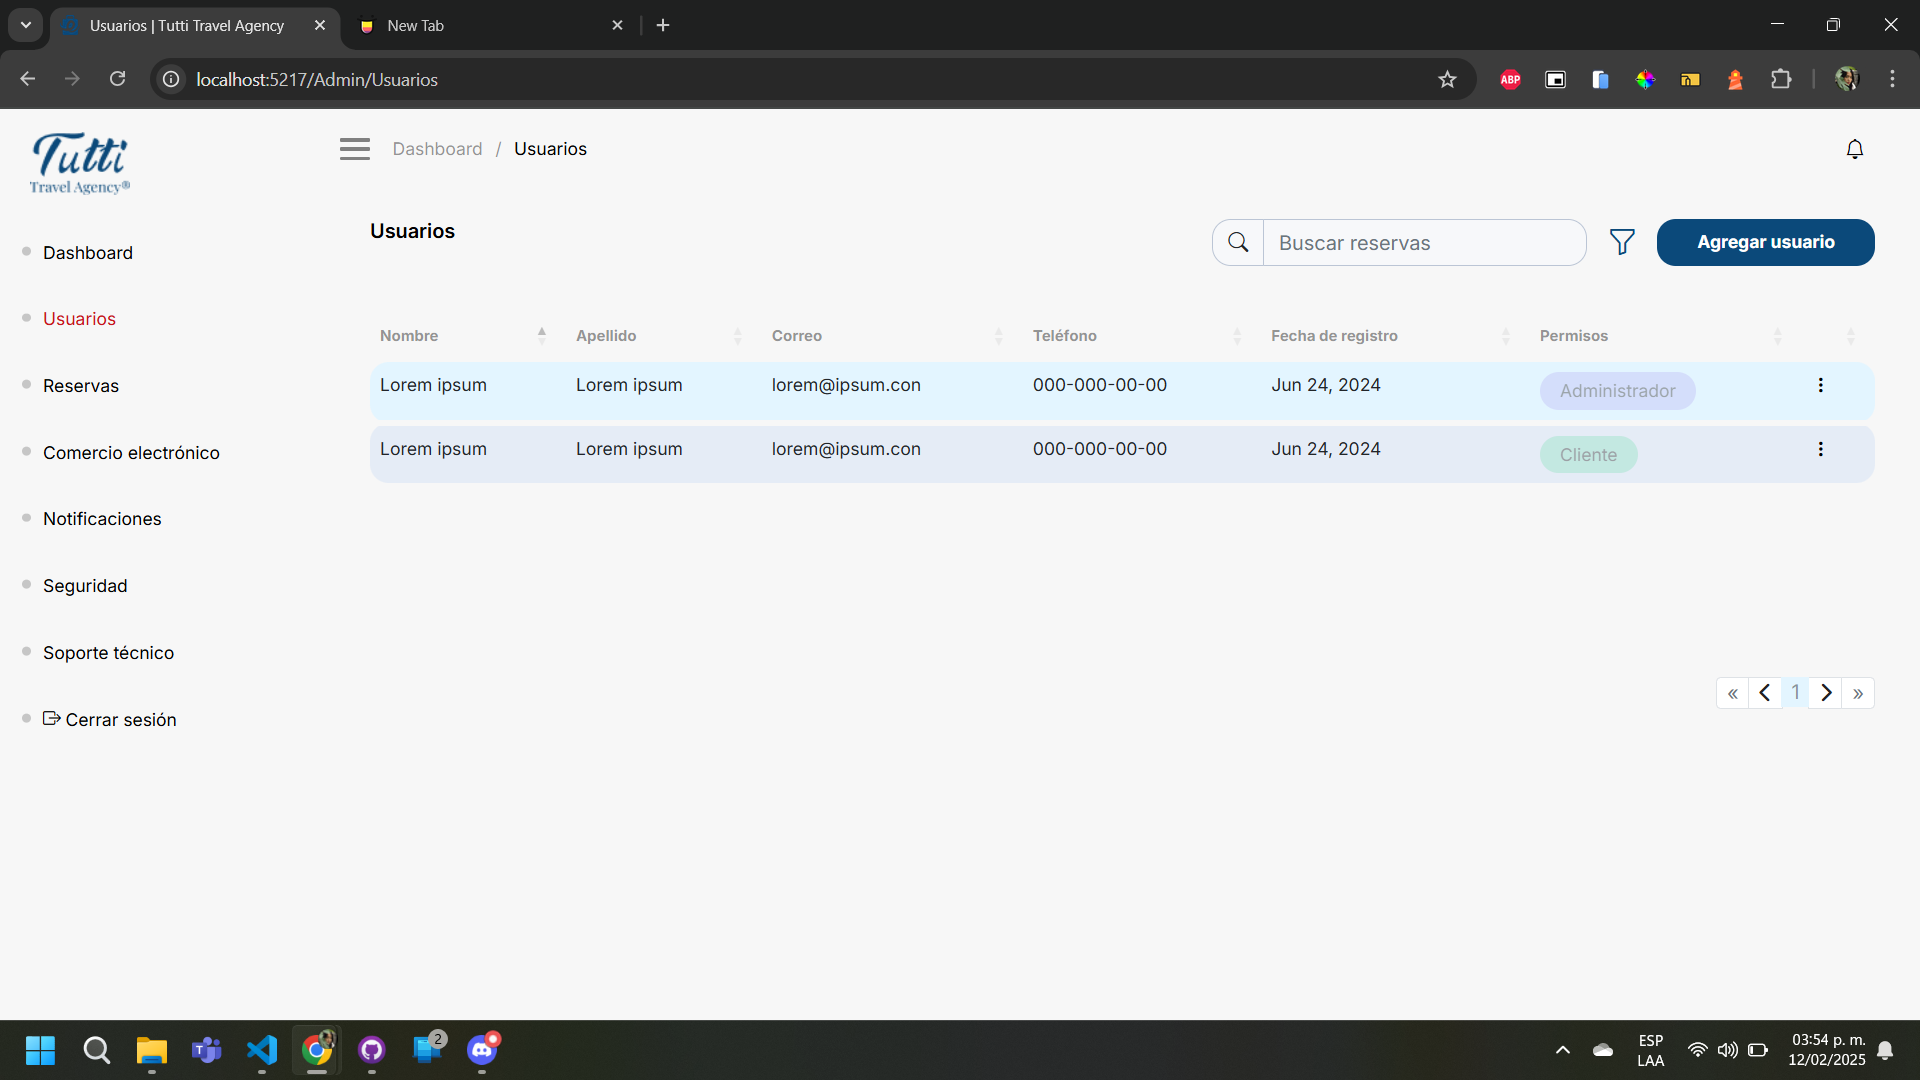 Usuarios | Tutti Travel Agency
New Tab
localhost:5217/Admin/Usuarios
ABP
Tutti
Travel Agency®
Dashboard / Usuarios
Usuarios
Buscar reservas
Agregar usuario
Dashboard
Usuarios
Reservas
Comercio electrónico
Notificaciones
Seguridad
Soporte técnico
Cerrar sesión
Nombre Apellido Correo Teléfono Fecha de registro Permisos
Lorem ipsum Lorem ipsum lorem@ipsum.con 000-000-00-00 Jun 24, 2024 Administrador
Lorem ipsum Lorem ipsum lorem@ipsum.con 000-000-00-00 Jun 24, 2024 Cliente
« 1 »
T
2
ESP
LAA
03:54 p. m.
12/02/2025